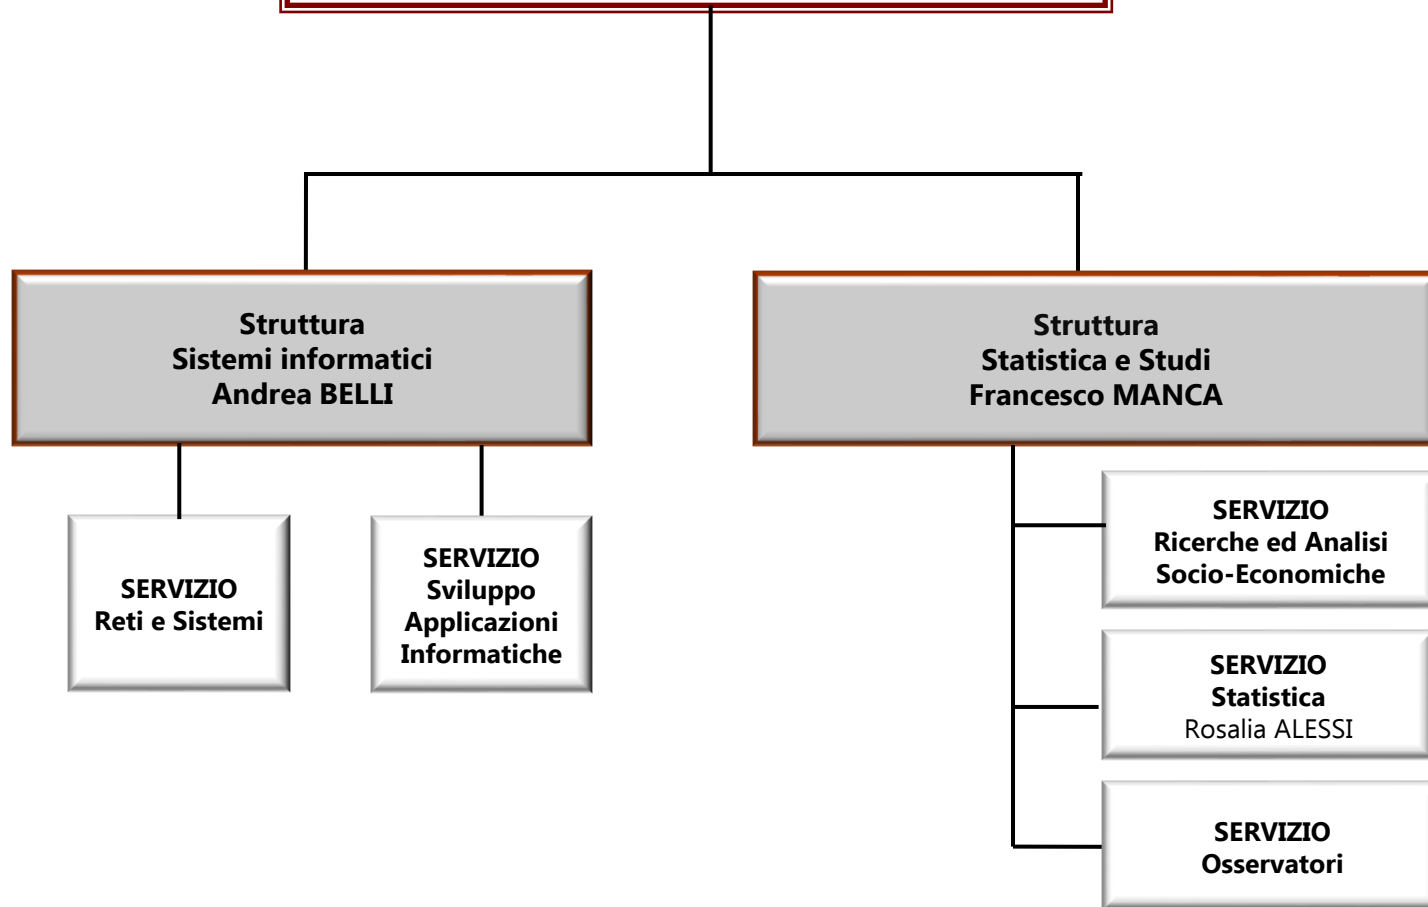 Struttura
Sistemi informatici
Andrea BELLI
Struttura
Statistica e Studi
Francesco MANCA
SERVIZIO
Reti e Sistemi
SERVIZIO
Sviluppo
Applicazioni
Informatiche
SERVIZIO
Ricerche ed Analisi
Socio-Economiche
SERVIZIO
Statistica
Rosalia ALESSI
SERVIZIO
Osservatori